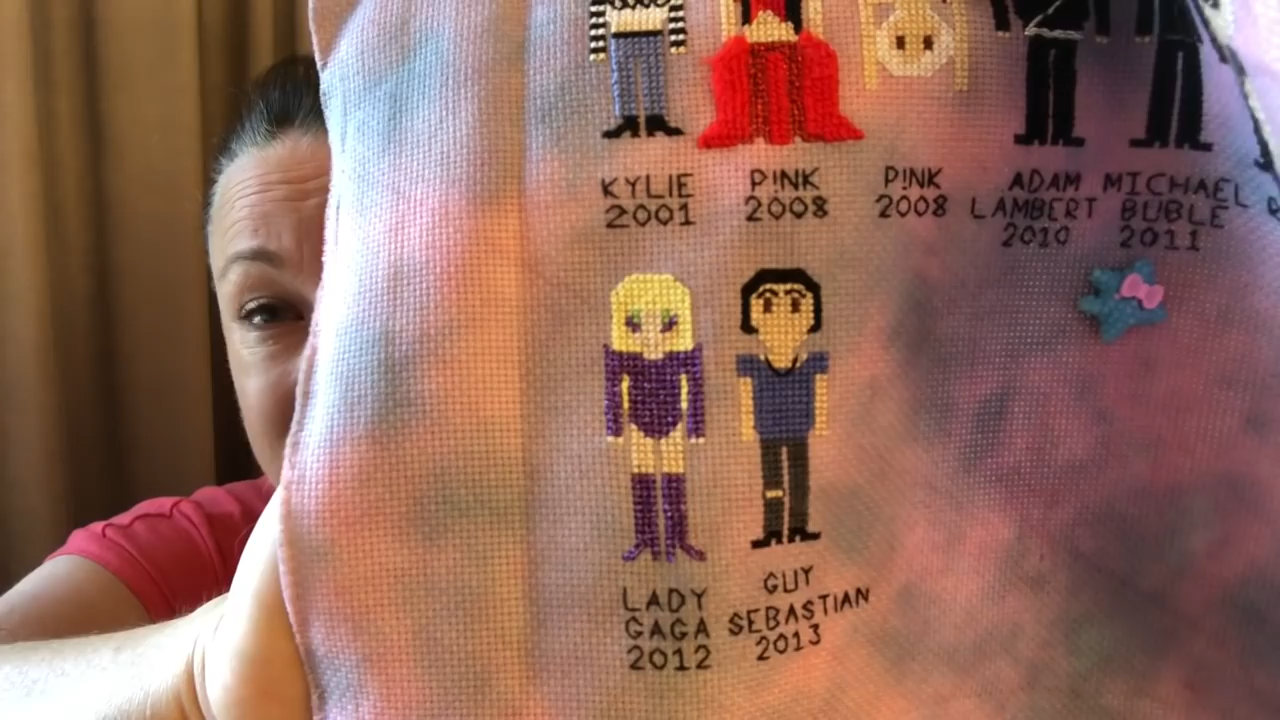 KYLIE
2001
P!NK
2008
P!NK
2008
ADAM
LAMBERT
2010
MICHAEL
BUBLE
2011
LADY
GAGA
2012
GUY
SEBASTIAN
2013